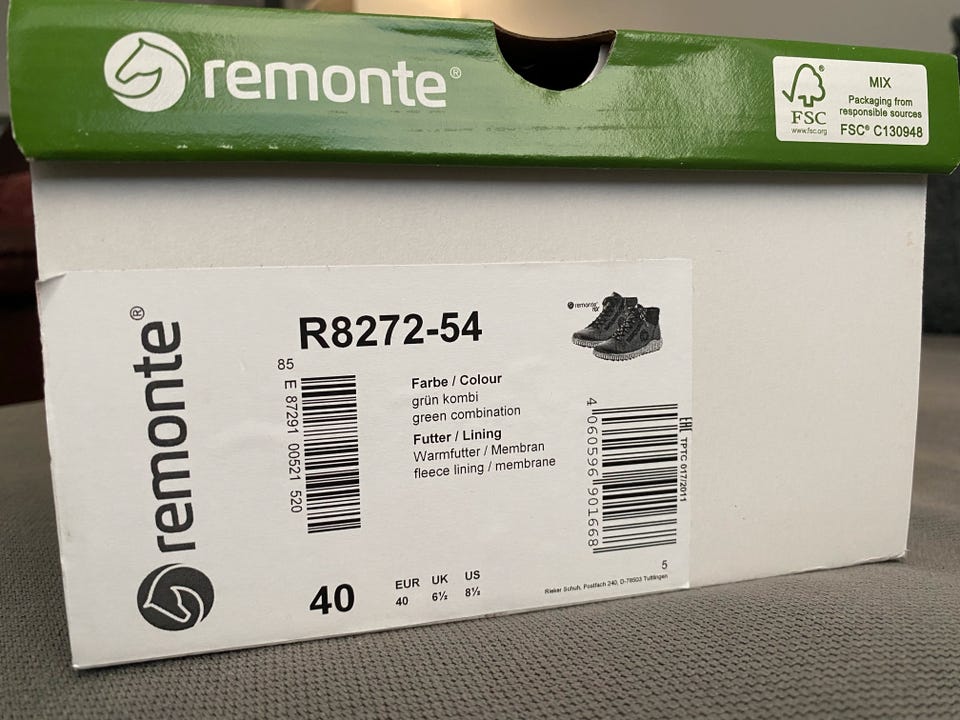 remonte®
FSC®
www.fsc.org
MIX
Packaging from
responsible sources
FSC® C130948
remonte®
R8272-54
remonte
85
E 87291 00521 520
Farbe / Colour
grün kombi
green combination
Futter / Lining
Warmfutter / Membran
fleece lining / membrane
4 060596 901668
EAC TPTC 017/2011
40
EUR UK US
40 6½ 8½
5
Rieker Schuh, Postfach 240, D-78503 Tuttlingen